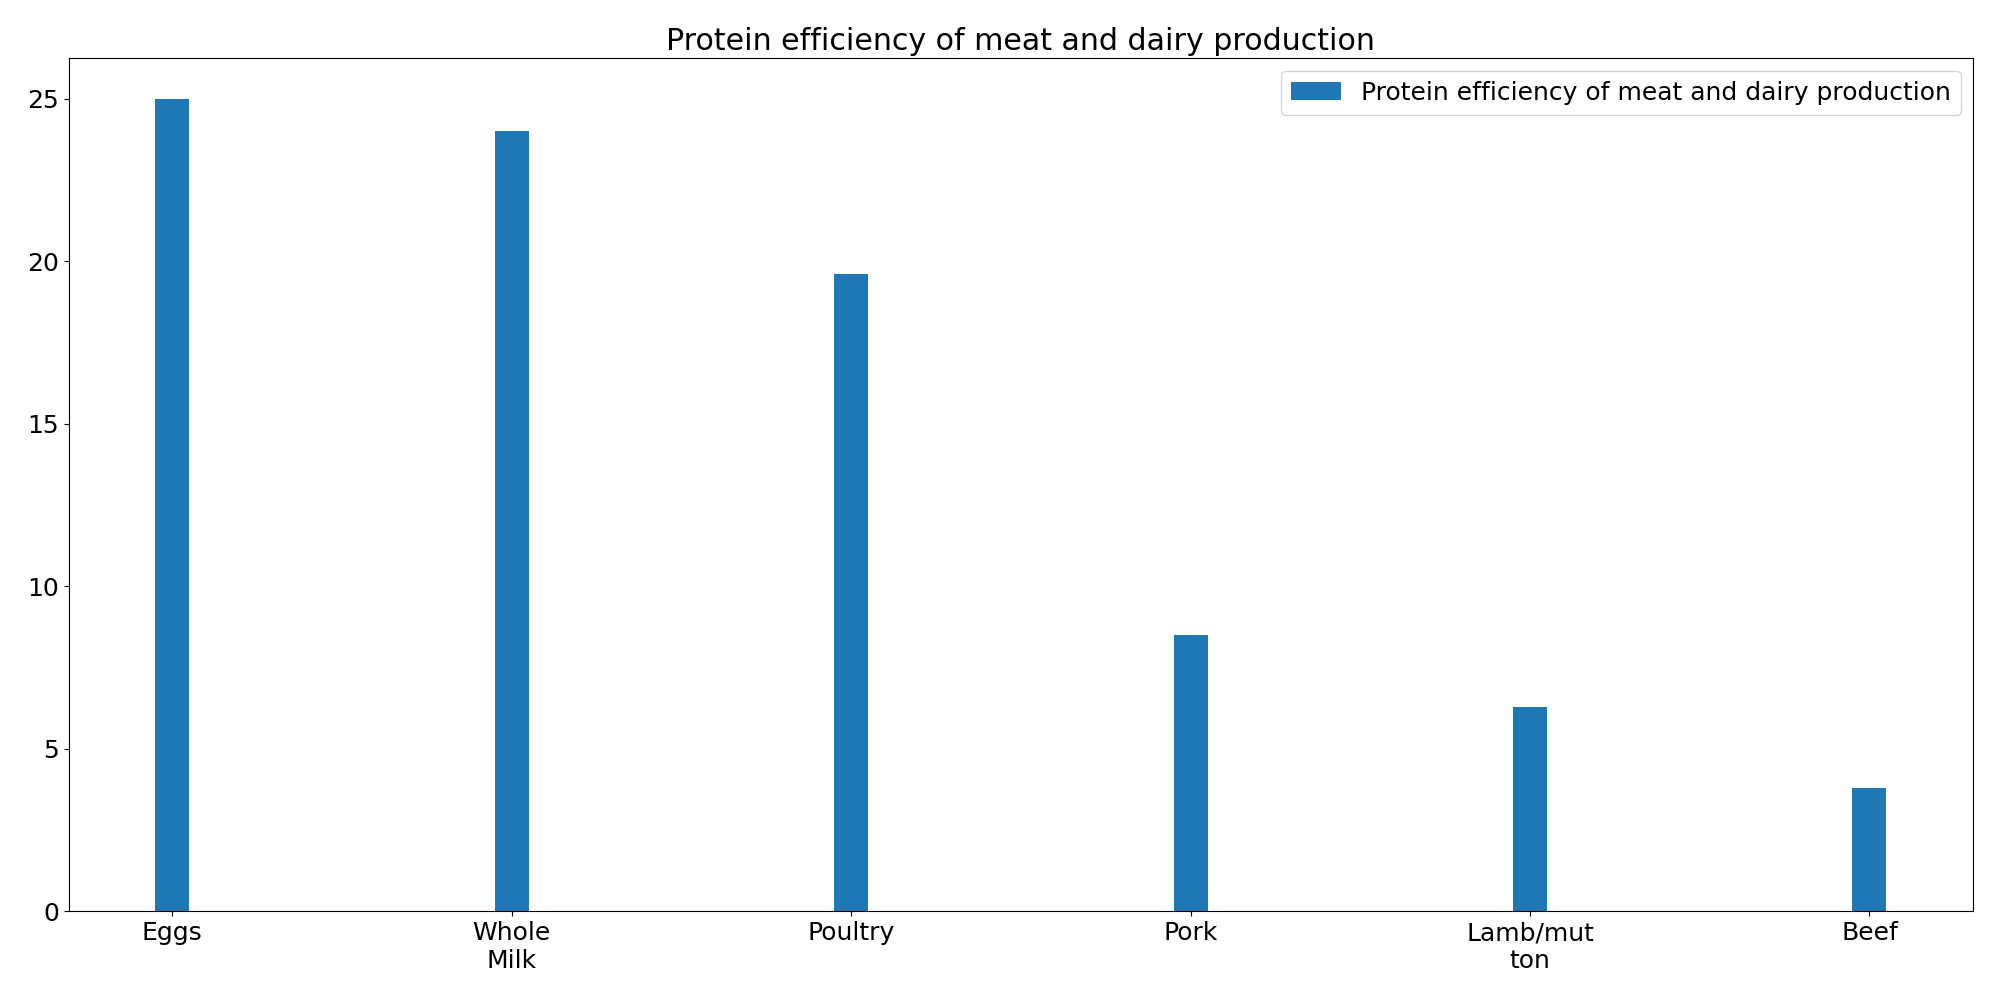 Protein efficiency of meat and dairy production
Protein efficiency of meat and dairy production
25
20
15
10
5
0
Eggs
Whole
Milk
Poultry
Pork
Lamb/mut
ton
Beef